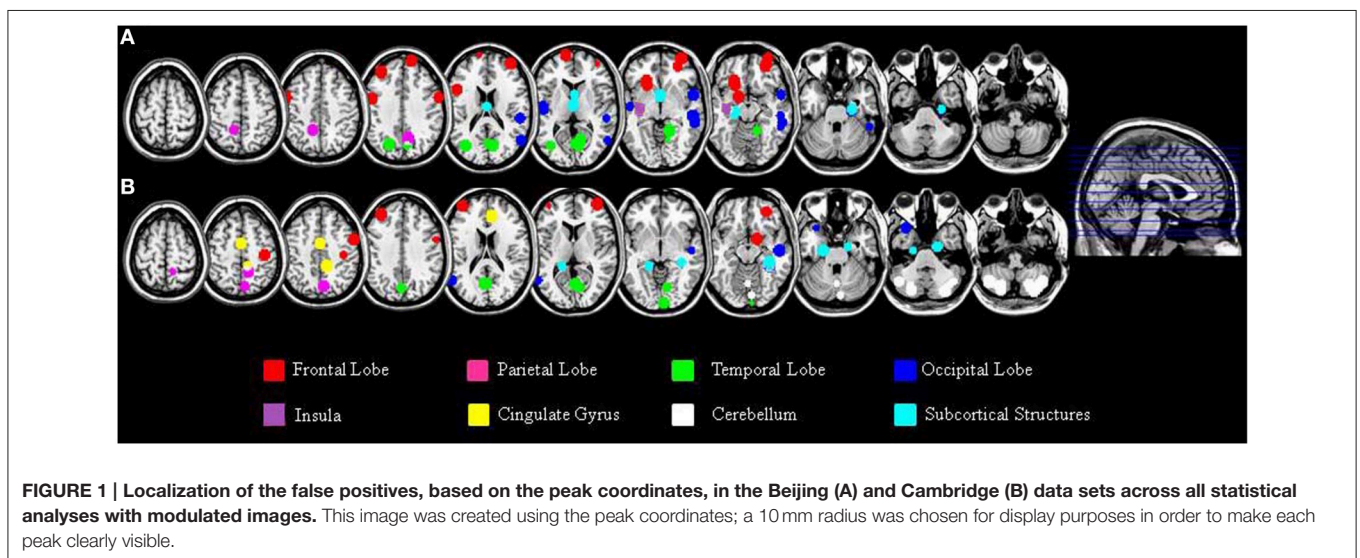 A
B
Frontal Lobe Parietal Lobe Temporal Lobe Occipital Lobe
Insula Cingulate Gyrus Cerebellum Subcortical Structures
FIGURE 1 | Localization of the false positives, based on the peak coordinates, in the Beijing (A) and Cambridge (B) data sets across all statistical
analyses with modulated images. This image was created using the peak coordinates; a 10 mm radius was chosen for display purposes in order to make each
peak clearly visible.